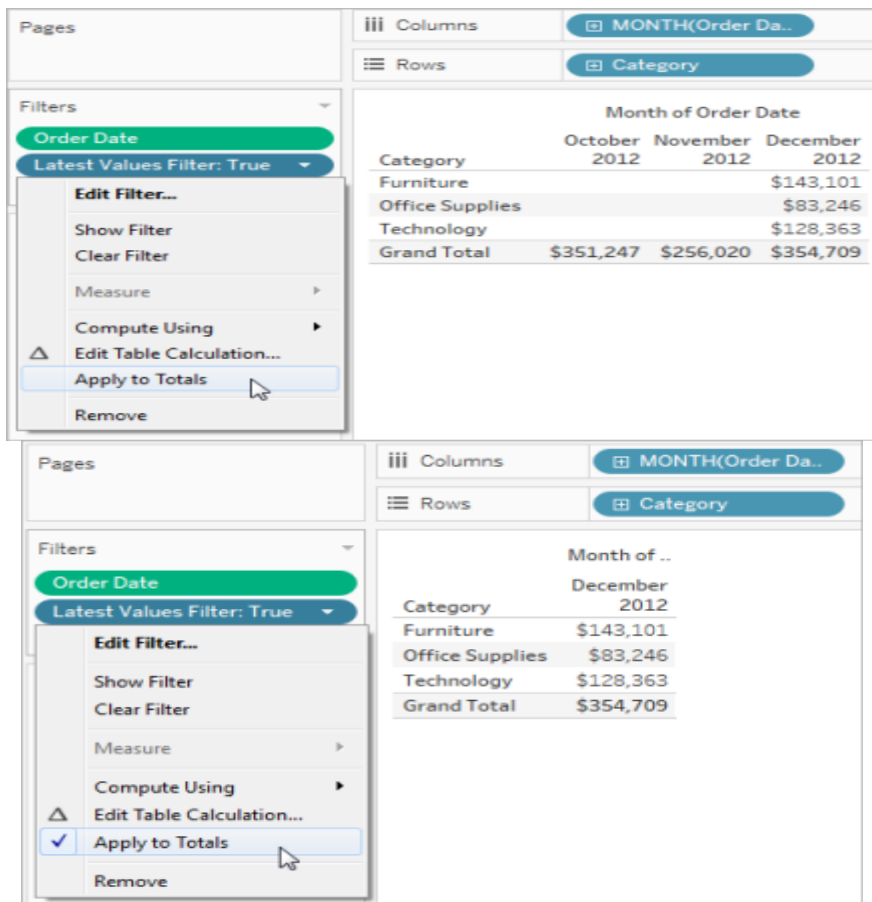 Pages
Columns MONTH(Order Da..
Rows Category
Filters
Order Date
Latest Values Filter: True
Edit Filter...
Show Filter
Clear Filter
Measure
Compute Using
Edit Table Calculation...
Apply to Totals
Remove
Month of Order Date
October November December
Category 2012 2012 2012
Furniture $143,101
Office Supplies $83,246
Technology $128,363
Grand Total $351,247 $256,020 $354,709
Pages
Columns MONTH(Order Da..
Rows Category
Filters
Order Date
Latest Values Filter: True
Edit Filter...
Show Filter
Clear Filter
Measure
Compute Using
Edit Table Calculation...
Apply to Totals
Remove
Month of ..
December
Category 2012
Furniture $143,101
Office Supplies $83,246
Technology $128,363
Grand Total $354,709